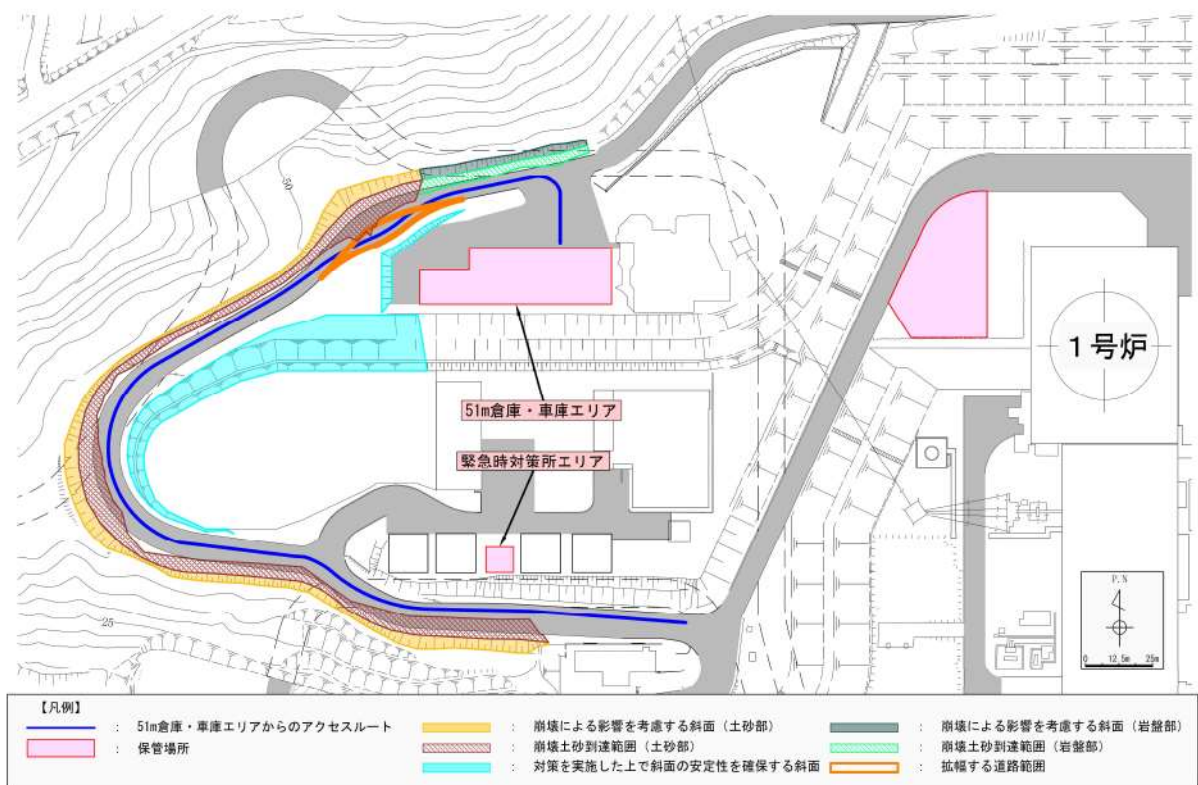 50
1号炉
51m倉庫・車庫エリア
緊急時対策所エリア
25
P.N
0 12.5m 25m
【凡例】
: 51m倉庫・車庫エリアからのアクセスルート
: 保管場所
: 崩壊による影響を考慮する斜面（土砂部）
: 崩壊土砂到達範囲（土砂部）
: 対策を実施した上で斜面の安定性を確保する斜面
: 崩壊による影響を考慮する斜面（岩盤部）
: 崩壊土砂到達範囲（岩盤部）
: 拡幅する道路範囲